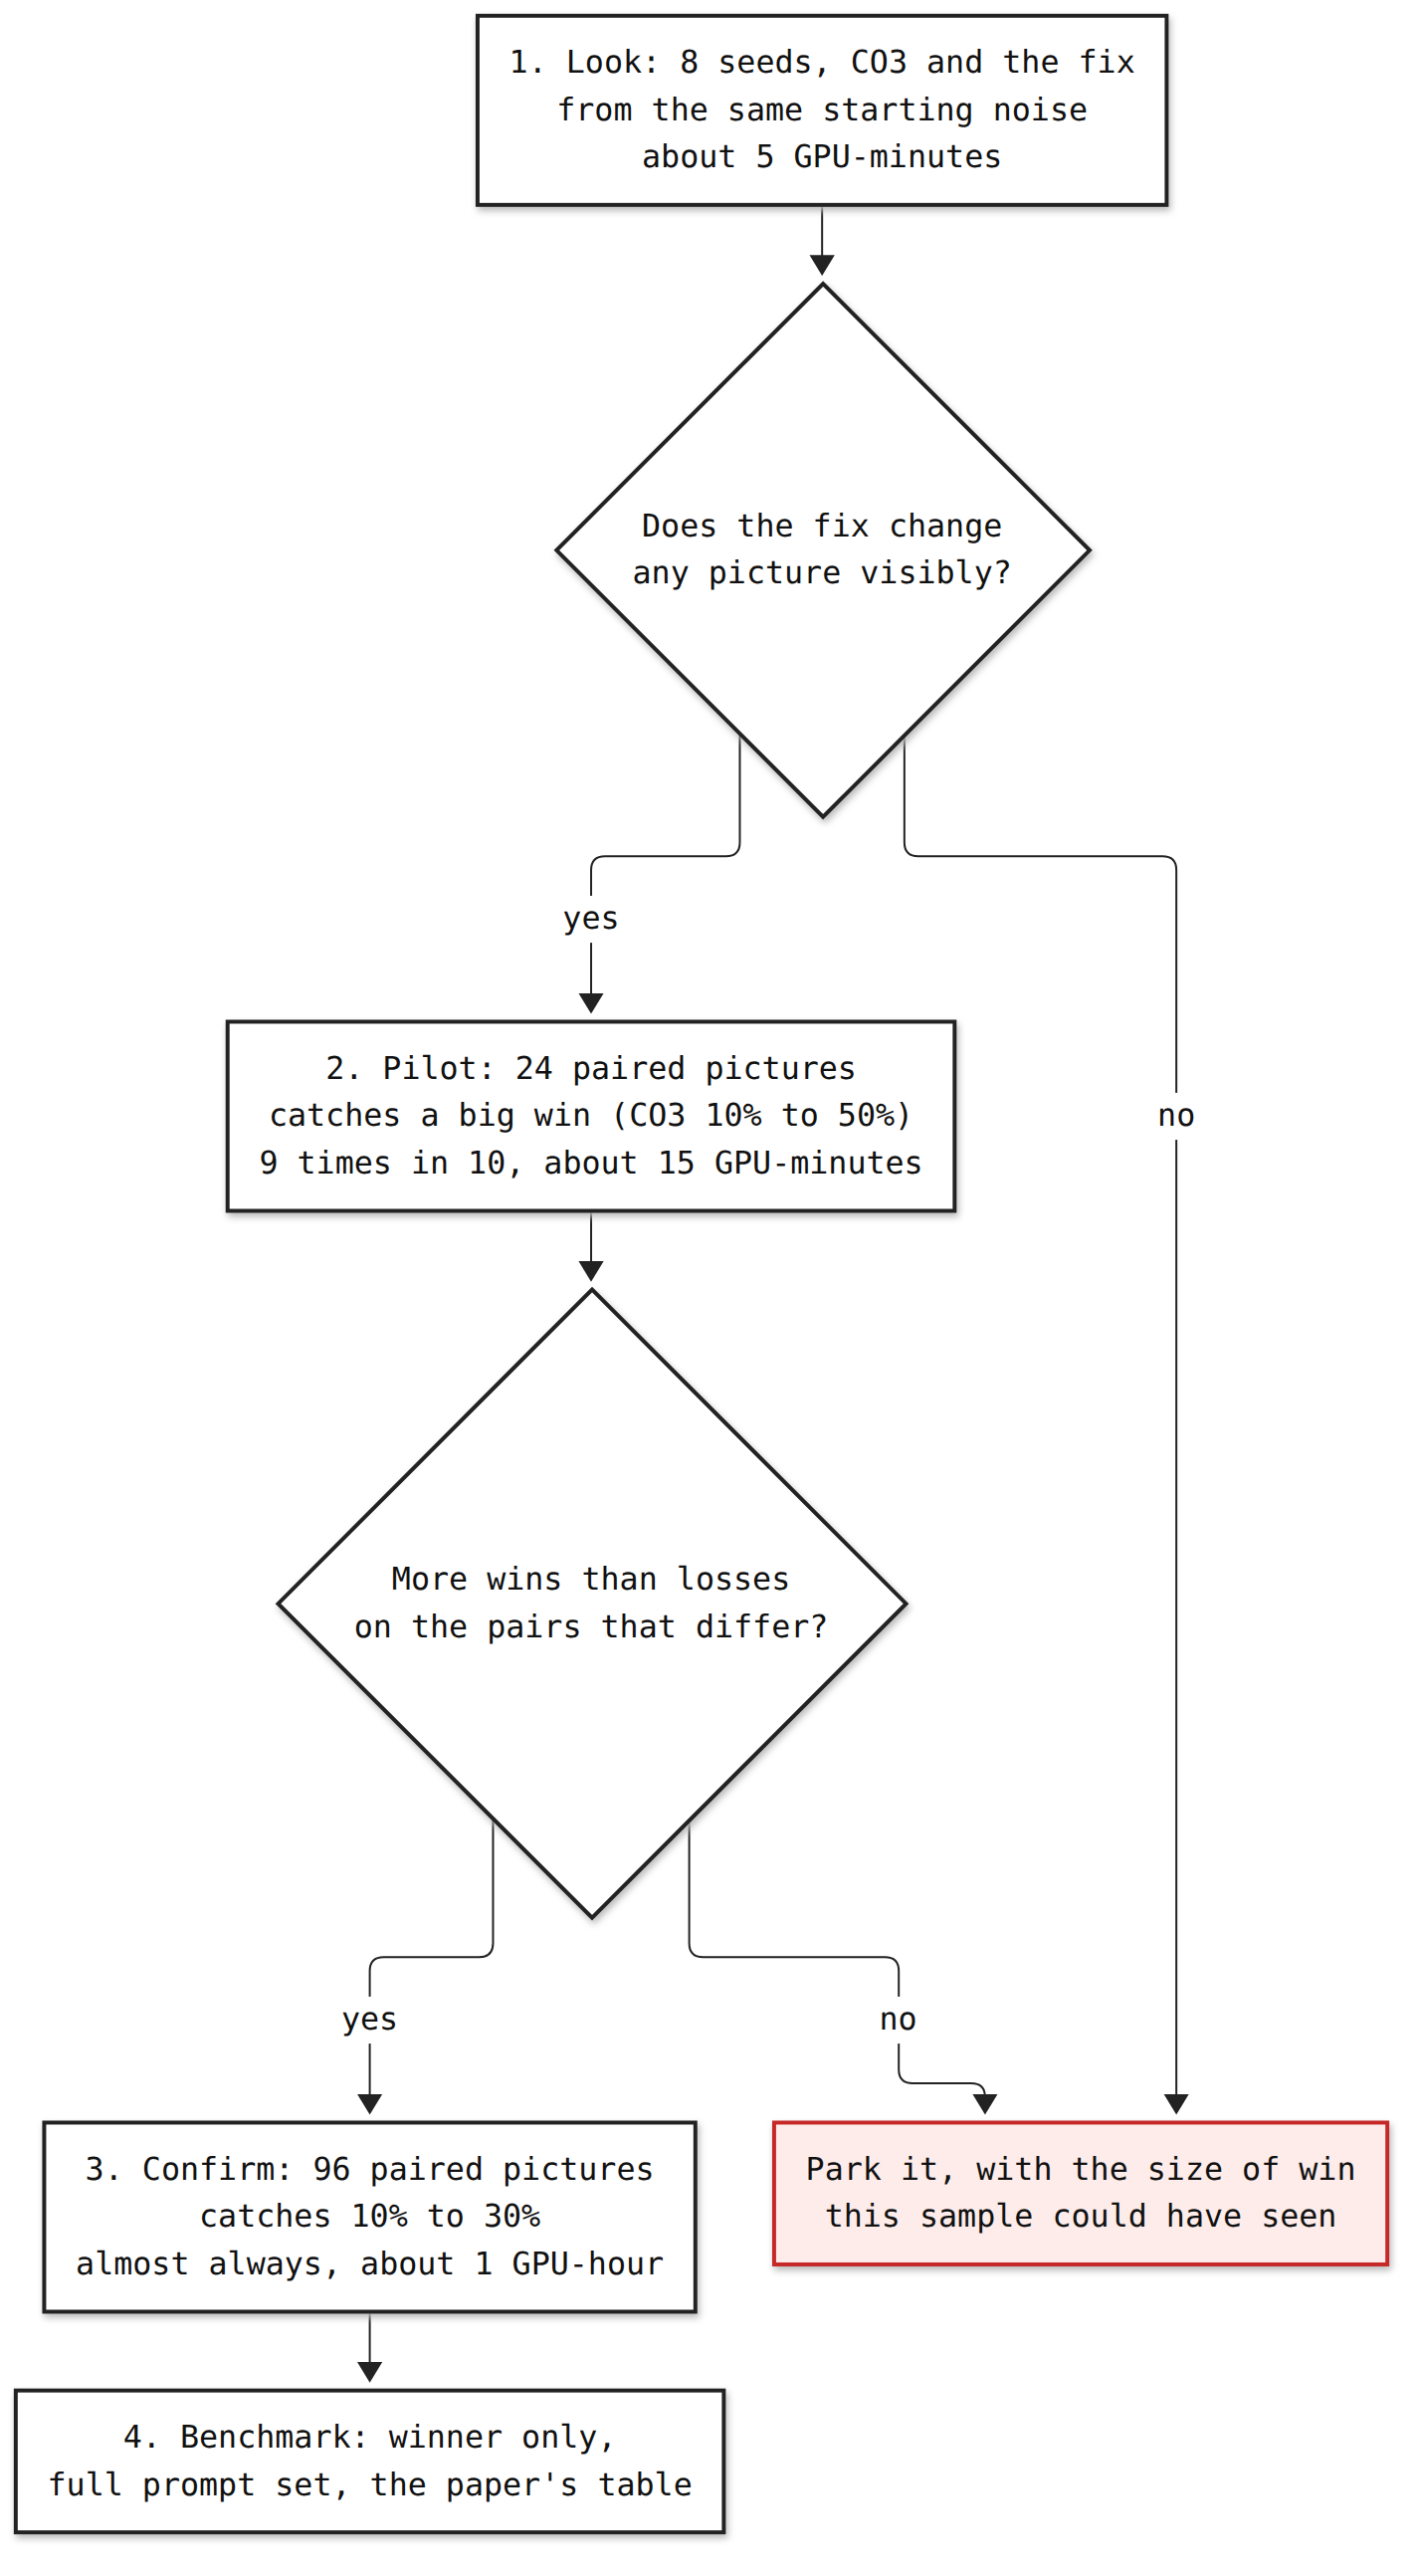 1. Look: 8 seeds, CO3 and the fix
from the same starting noise
about 5 GPU-minutes
Does the fix change
any picture visibly?
yes
no
2. Pilot: 24 paired pictures
catches a big win (CO3 10% to 50%)
9 times in 10, about 15 GPU-minutes
More wins than losses
on the pairs that differ?
yes
no
3. Confirm: 96 paired pictures
catches 10% to 30%
almost always, about 1 GPU-hour
Park it, with the size of win
this sample could have seen
4. Benchmark: winner only,
full prompt set, the paper's table